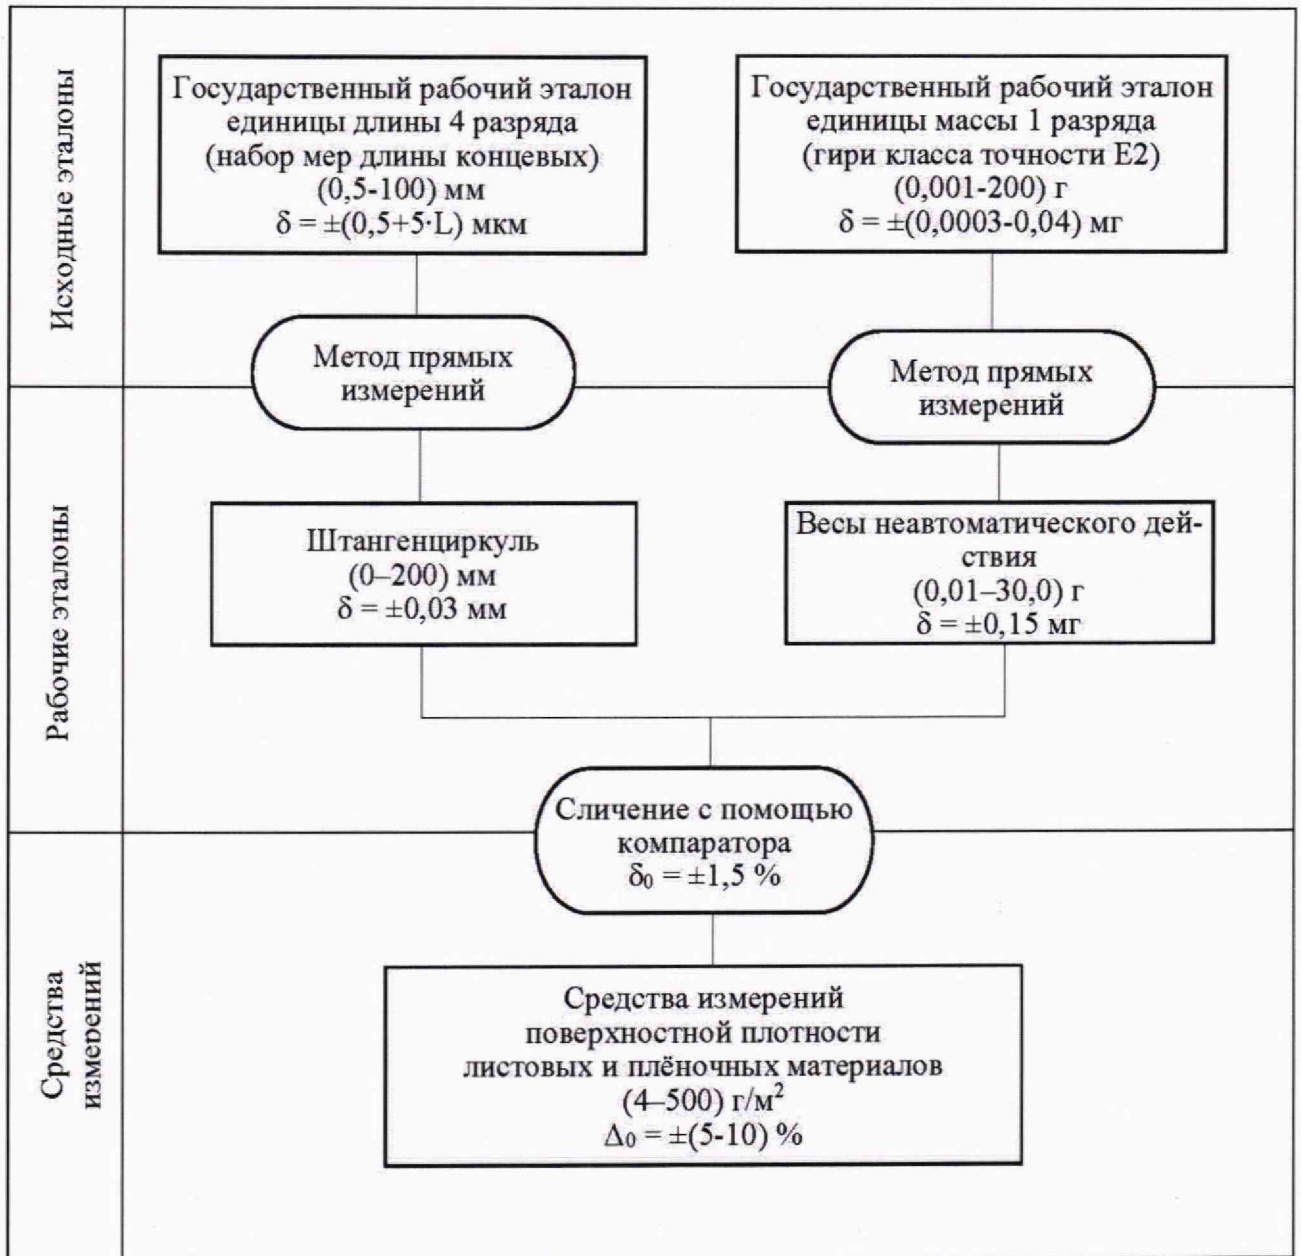 Исходные эталоны
Государственный рабочий эталон
единицы длины 4 разряда
(набор мер длины концевых)
(0,5-100) мм
δ = ±(0,5+5·L) мкм
Государственный рабочий эталон
единицы массы 1 разряда
(гири класса точности Е2)
(0,001-200) г
δ = ±(0,0003-0,04) мг
Метод прямых
измерений
Метод прямых
измерений
Рабочие эталоны
Штангенциркуль
(0–200) мм
δ = ±0,03 мм
Весы неавтоматического дей-
ствия
(0,01–30,0) г
δ = ±0,15 мг
Сличение с помощью
компаратора
δ₀ = ±1,5 %
Средства
измерений
Средства измерений
поверхностной плотности
листовых и плёночных материалов
(4–500) г/м²
Δ₀ = ±(5-10) %